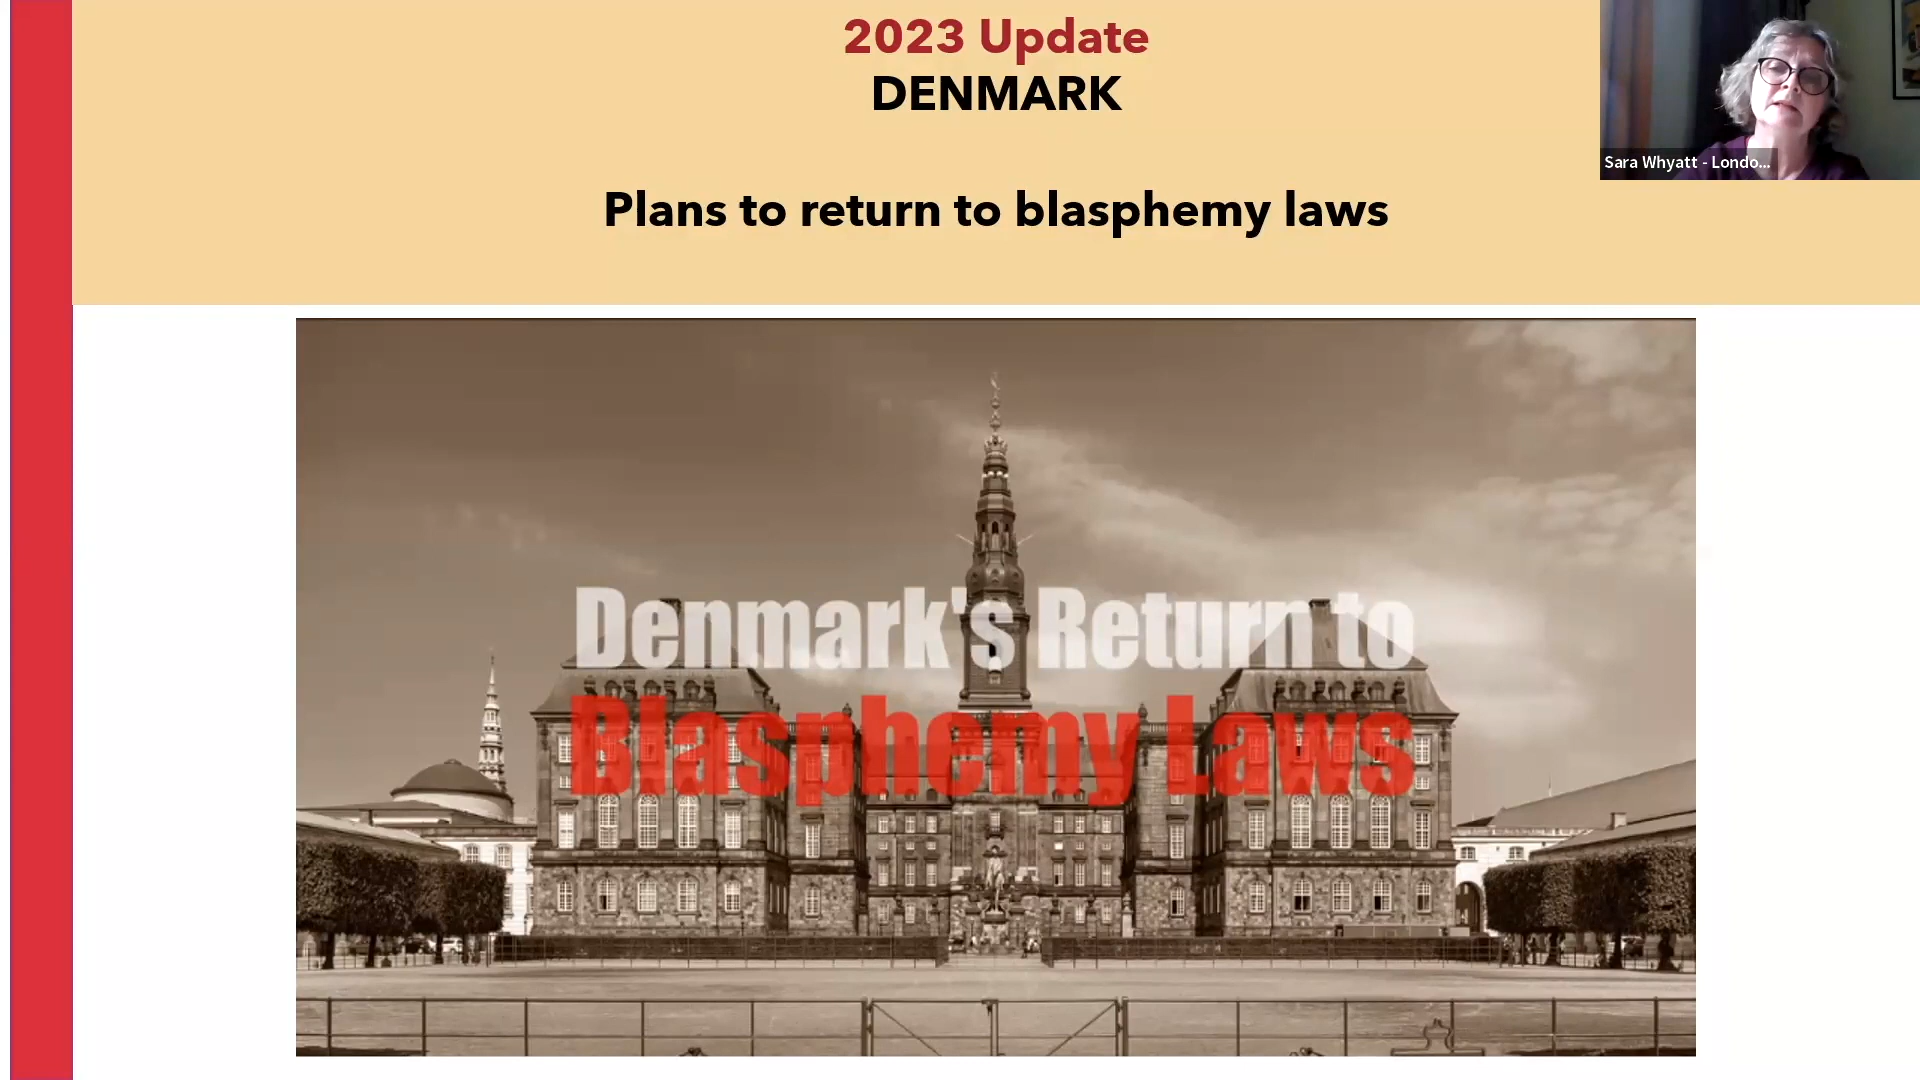 2023 Update
DENMARK
Plans to return to blasphemy laws
Sara Whyatt - Londo...
Denmark's Return to
Blasphemy Laws